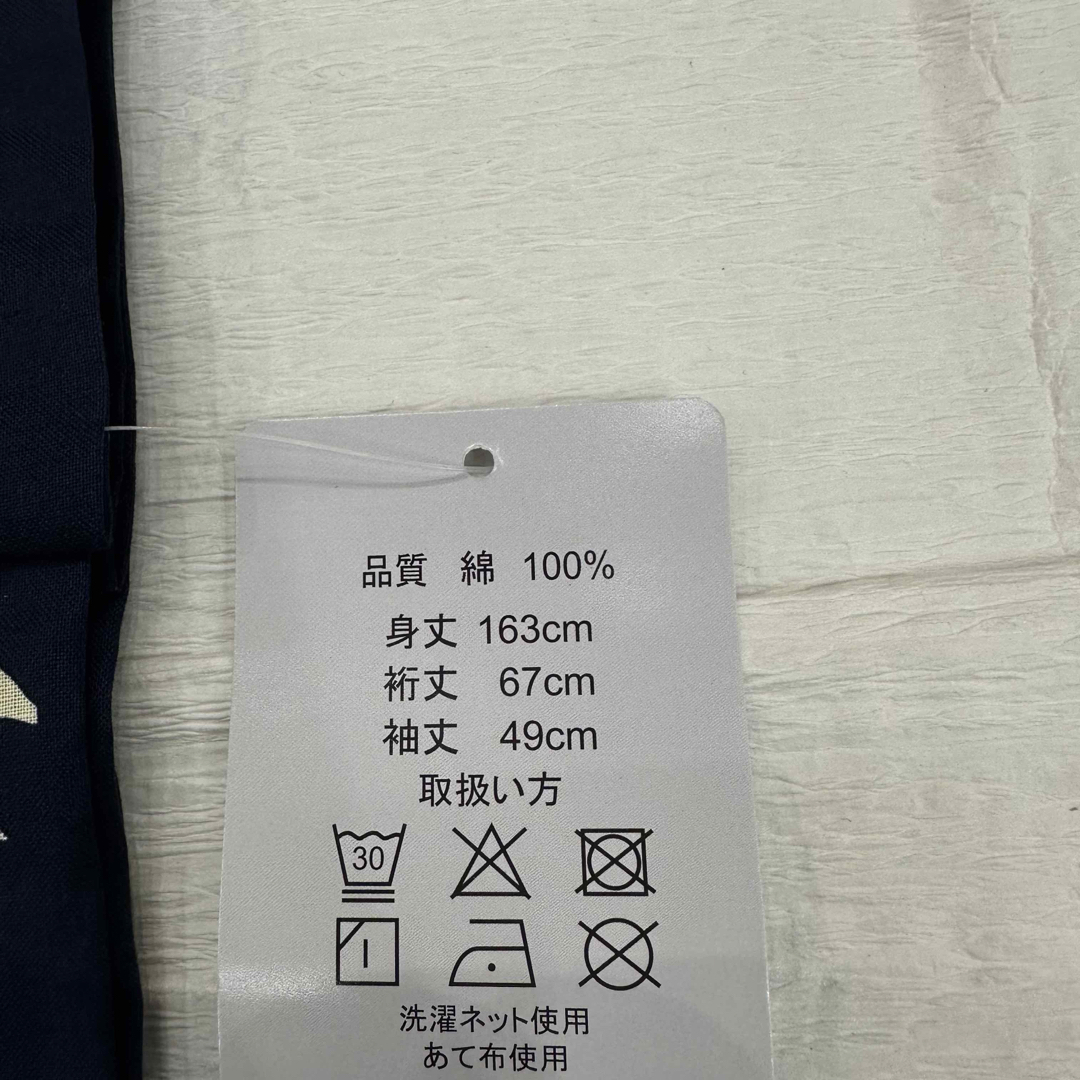 品質 綿 100%
身丈 163cm
裄丈 67cm
袖丈 49cm
取扱い方
30
洗濯ネット使用
あて布使用